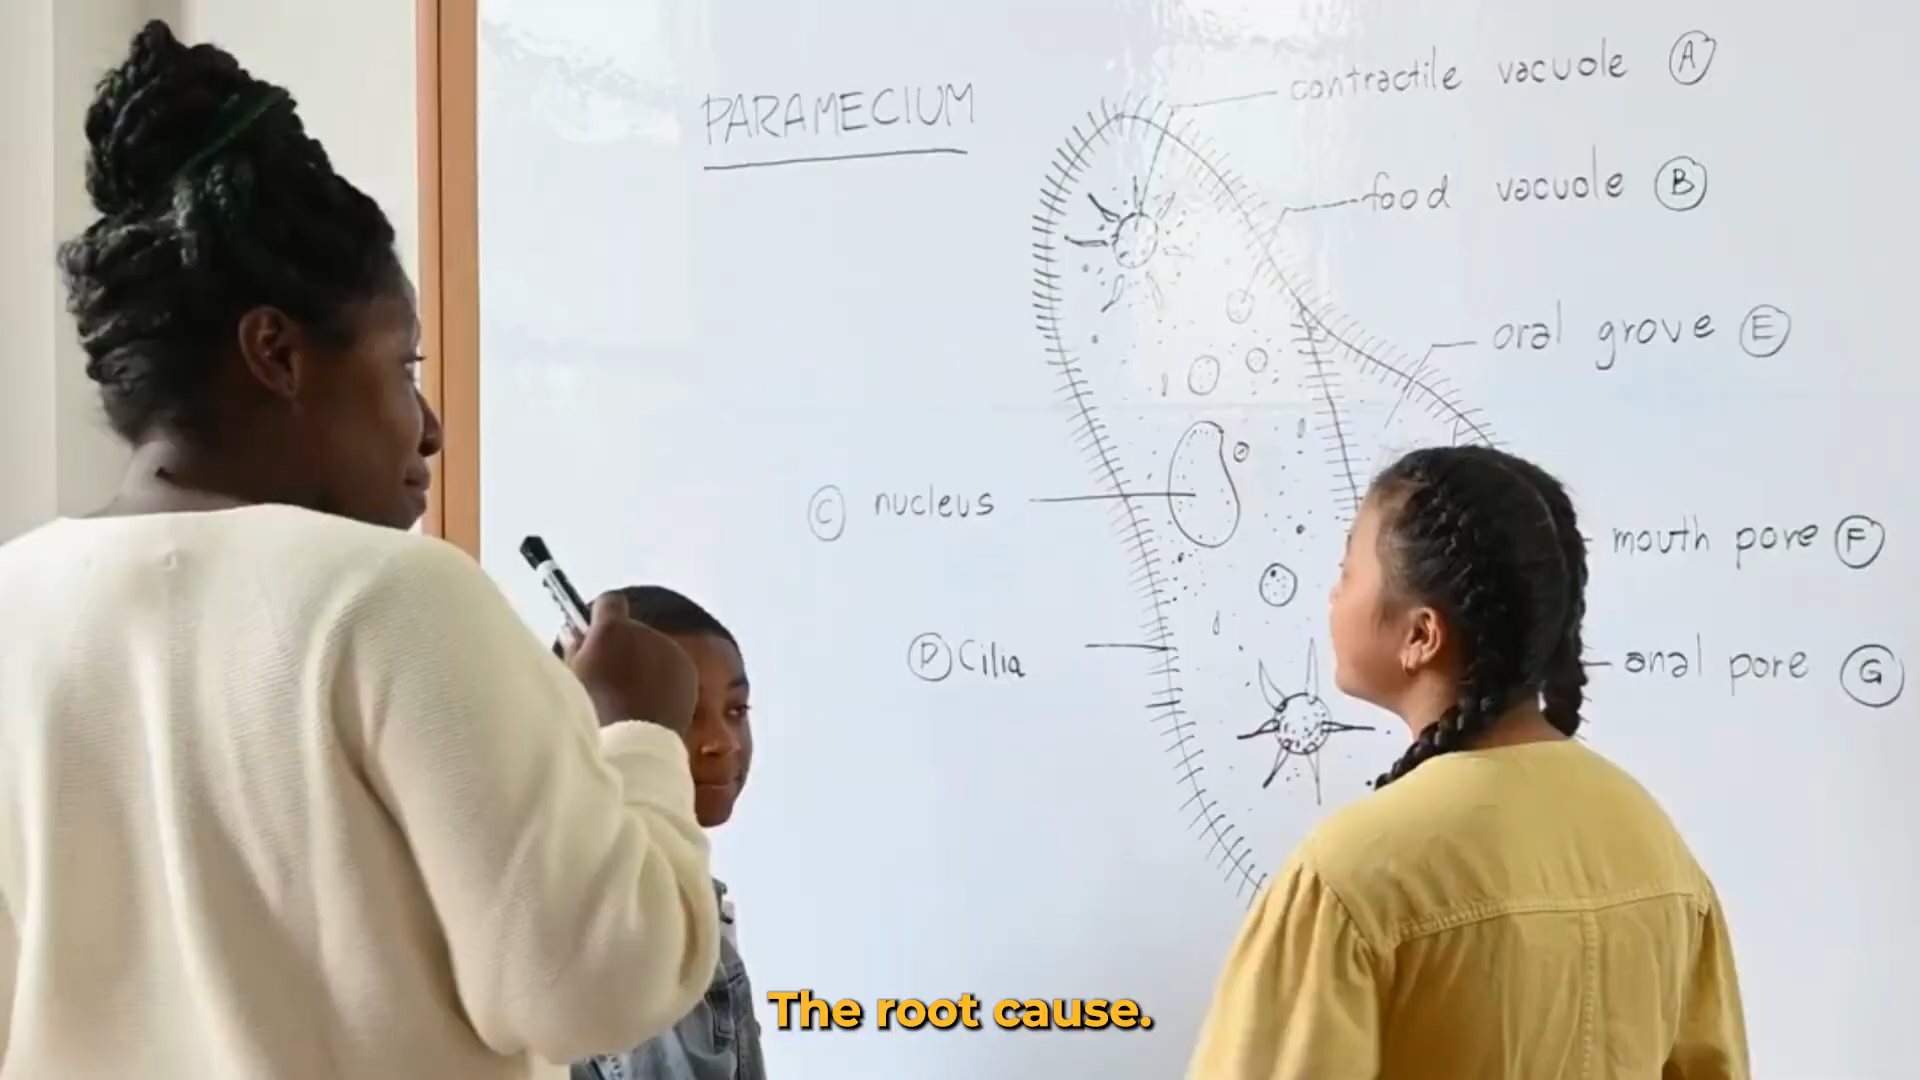 PARAMECIUM
contractile vacuole A
food vacuole B
oral grove E
C nucleus
mouth pore F
D Cilia
anal pore G
The root cause.